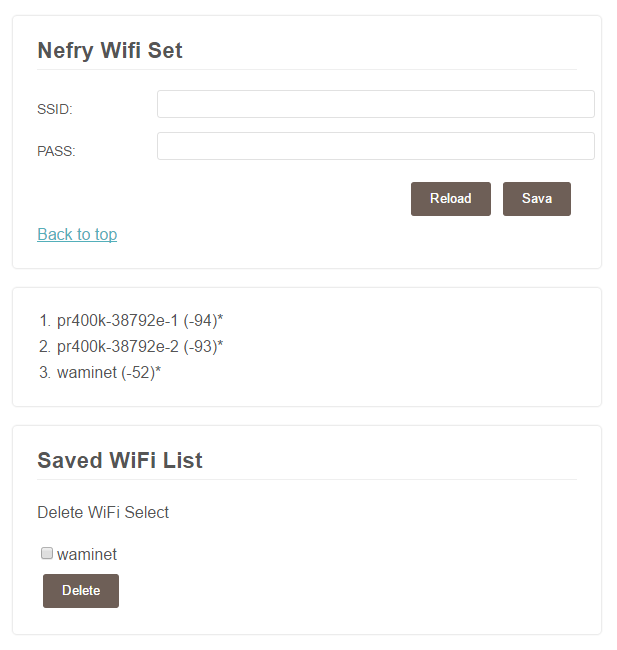 Nefry Wifi Set
SSID:
PASS:
Reload Sava
Back to top
1. pr400k-38792e-1 (-94)*
2. pr400k-38792e-2 (-93)*
3. waminet (-52)*
Saved WiFi List
Delete WiFi Select
waminet
Delete